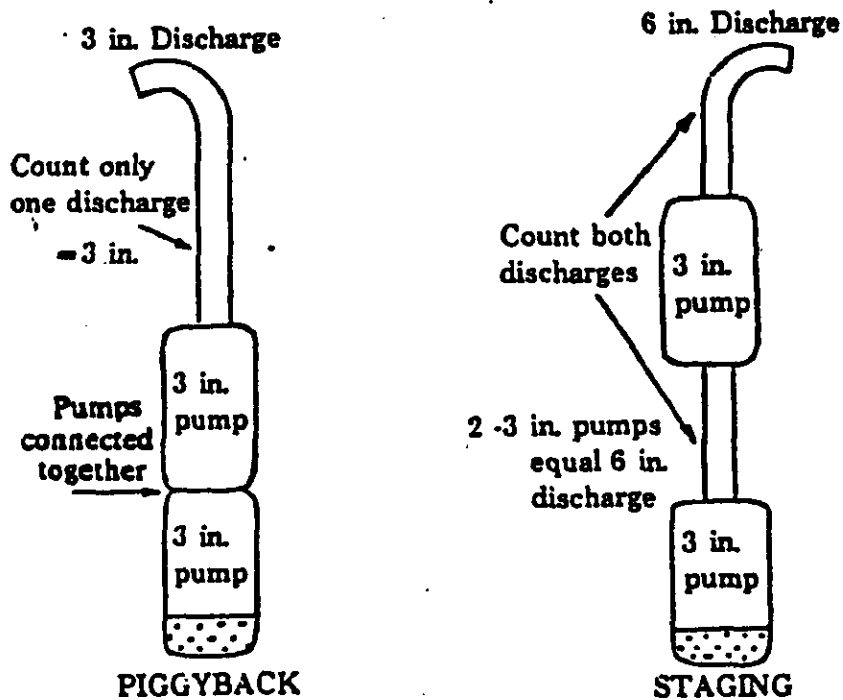 3 in. Discharge
Count only
one discharge
= 3 in.
3 in.
pump
Pumps
connected
together
3 in.
pump
PIGGYBACK
6 in. Discharge
Count both
discharges
3 in.
pump
2 -3 in. pumps
equal 6 in.
discharge
3 in.
pump
STAGING